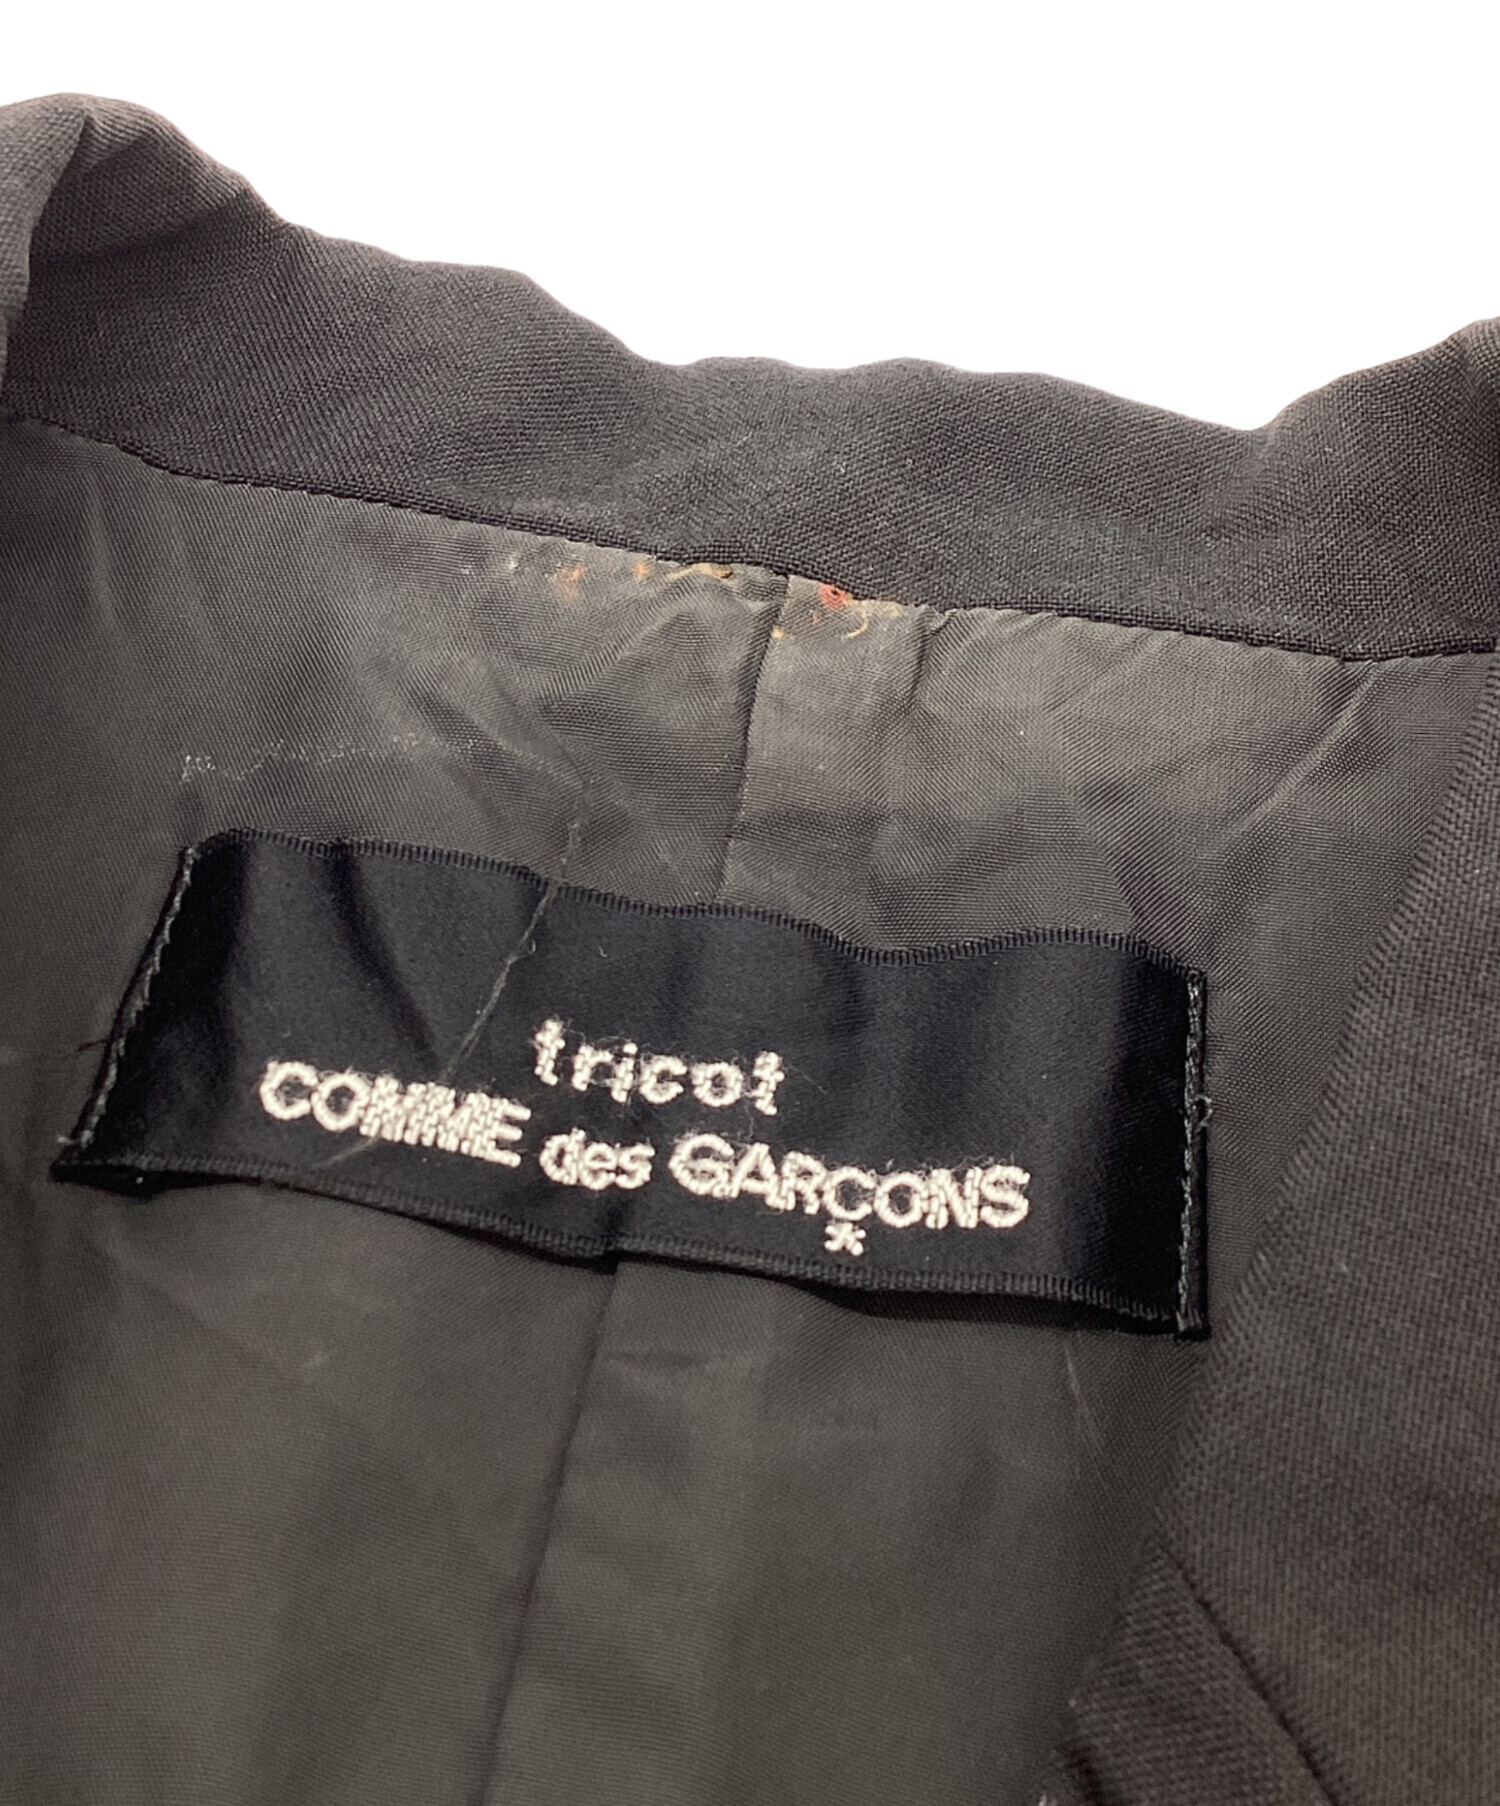 tricot
COMME des GARÇONS
*